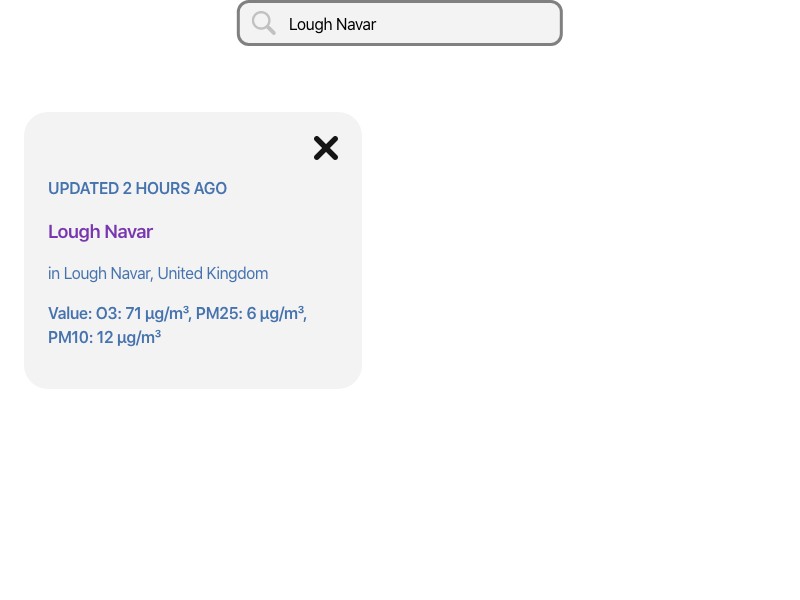 Lough Navar
UPDATED 2 HOURS AGO
Lough Navar
in Lough Navar, United Kingdom
Value: O3: 71 µg/m³, PM25: 6 µg/m³,
PM10: 12 µg/m³